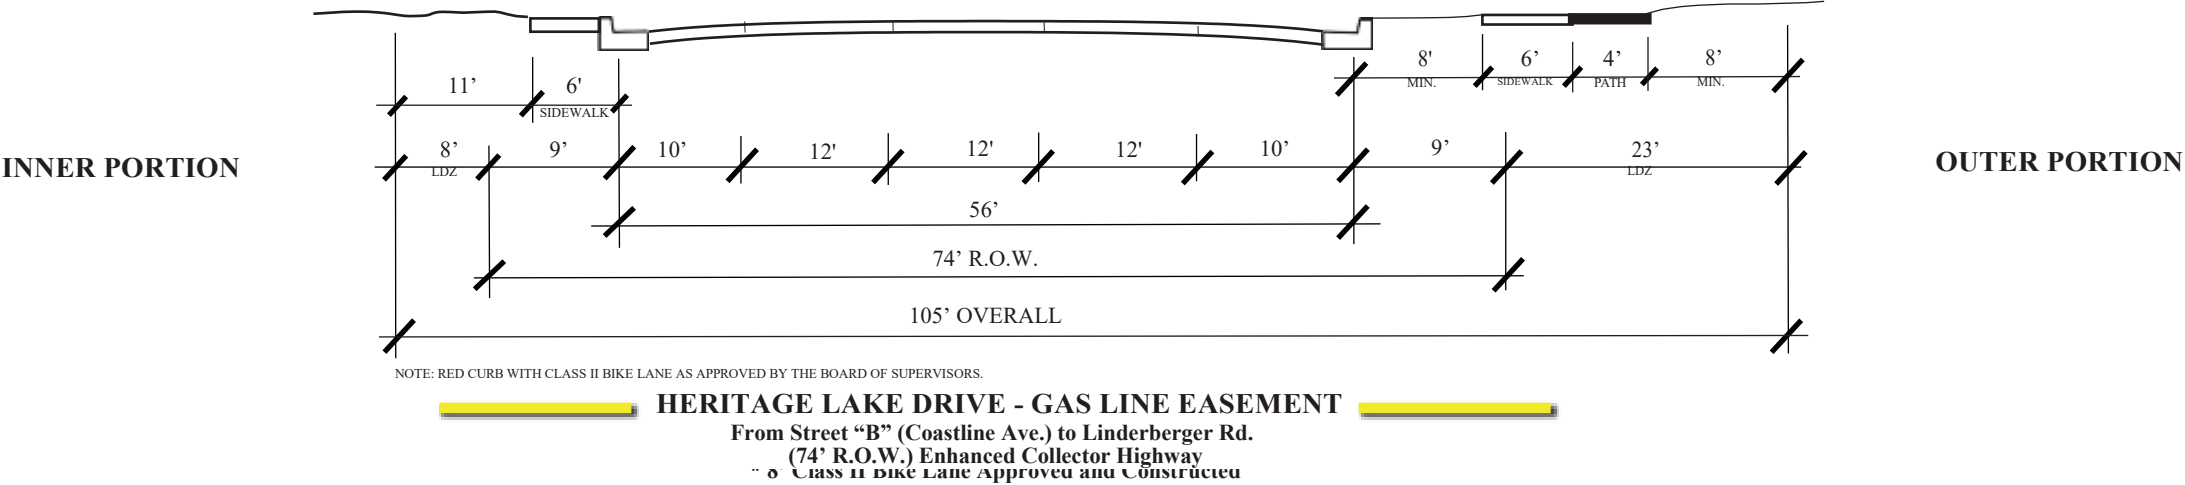 8' 6’ 4’ 8’
MIN. SIDEWALK PATH MIN.
11’ 6'
SIDEWALK
INNER PORTION 8’ 9’ 10’ 12' 12' 12' 10’ 9’ 23’ OUTER PORTION
LDZ LDZ
56’
74’ R.O.W.
105’ OVERALL
NOTE: RED CURB WITH CLASS II BIKE LANE AS APPROVED BY THE BOARD OF SUPERVISORS.
HERITAGE LAKE DRIVE - GAS LINE EASEMENT
From Street “B” (Coastline Ave.) to Linderberger Rd.
(74’ R.O.W.) Enhanced Collector Highway
* 8' Class II Bike Lane Approved and Constructed